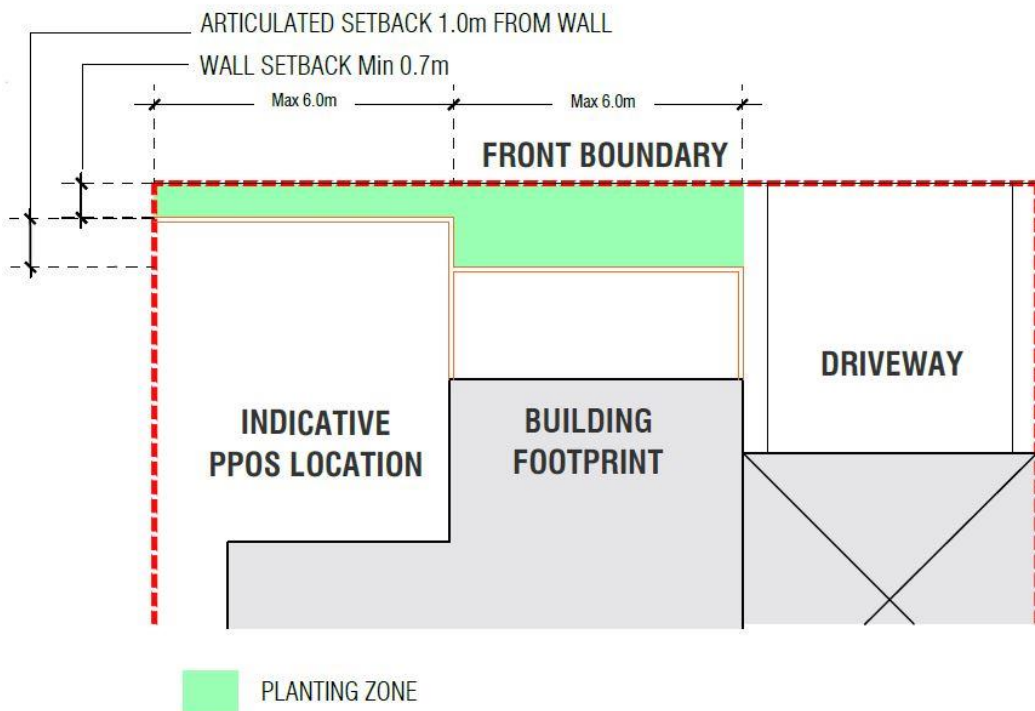 ARTICULATED SETBACK 1.0m FROM WALL
WALL SETBACK Min 0.7m
Max 6.0m
Max 6.0m
FRONT BOUNDARY
DRIVEWAY
INDICATIVE
PPOS LOCATION
BUILDING
FOOTPRINT
PLANTING ZONE